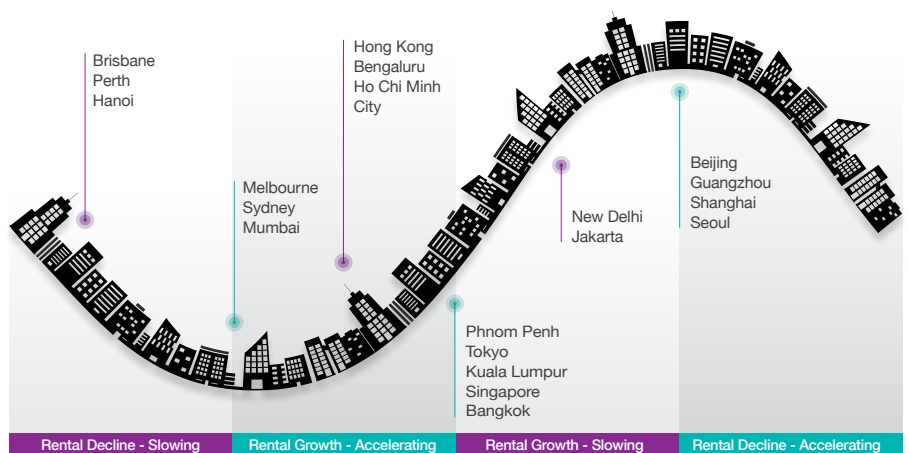 Brisbane
Perth
Hanoi
Melbourne
Sydney
Mumbai
Hong Kong
Bengaluru
Ho Chi Minh
City
Phnom Penh
Tokyo
Kuala Lumpur
Singapore
Bangkok
New Delhi
Jakarta
Beijing
Guangzhou
Shanghai
Seoul
Rental Decline - Slowing
Rental Growth - Accelerating
Rental Growth - Slowing
Rental Decline - Accelerating